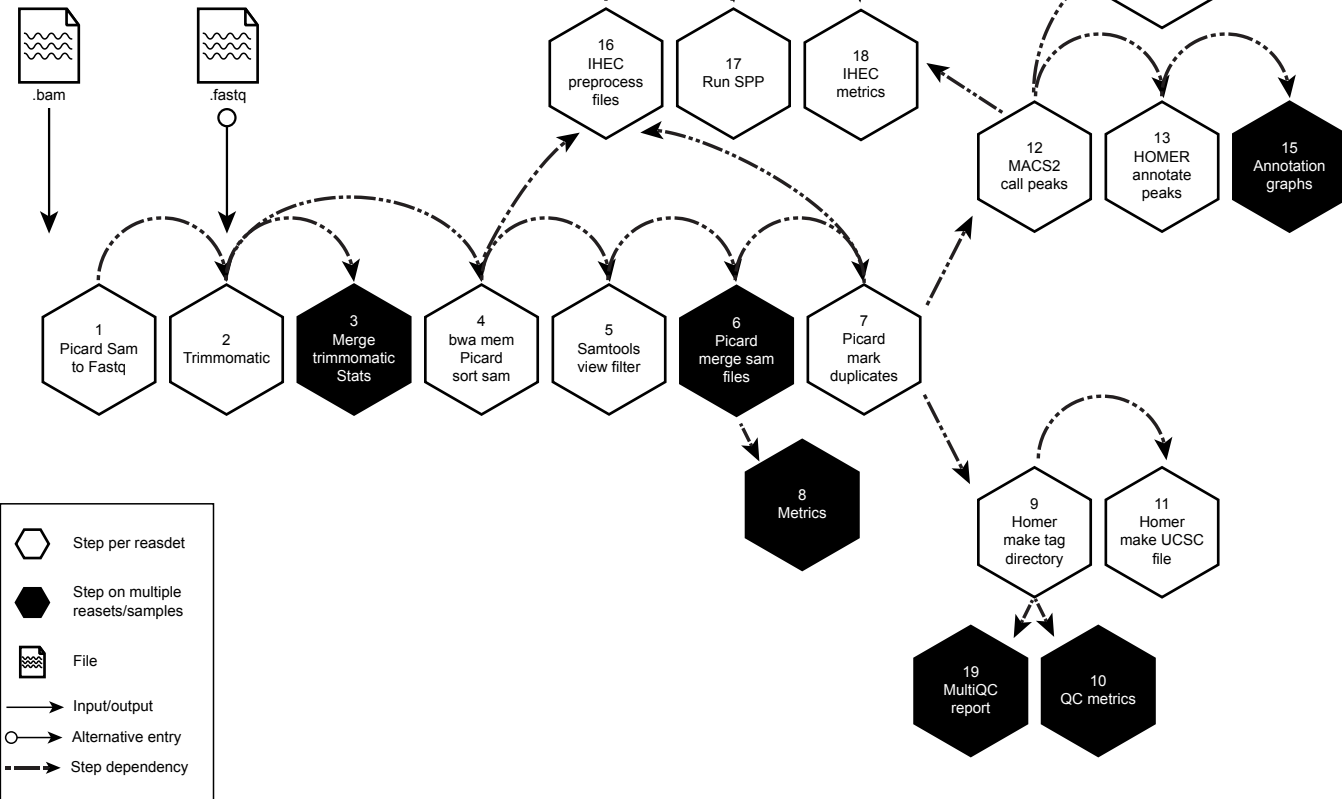 .bam
.fastq
16
IHEC
preprocess
files
17
Run SPP
18
IHEC
metrics
12
MACS2
call peaks
13
HOMER
annotate
peaks
15
Annotation
graphs
1
Picard Sam
to Fastq
2
Trimmomatic
3
Merge
trimmomatic
Stats
4
bwa mem
Picard
sort sam
5
Samtools
view filter
6
Picard
merge sam
files
7
Picard
mark
duplicates
8
Metrics
9
Homer
make tag
directory
11
Homer
make UCSC
file
19
MultiQC
report
10
QC metrics
Step per reasdet
Step on multiple
reasets/samples
File
Input/output
Alternative entry
Step dependency